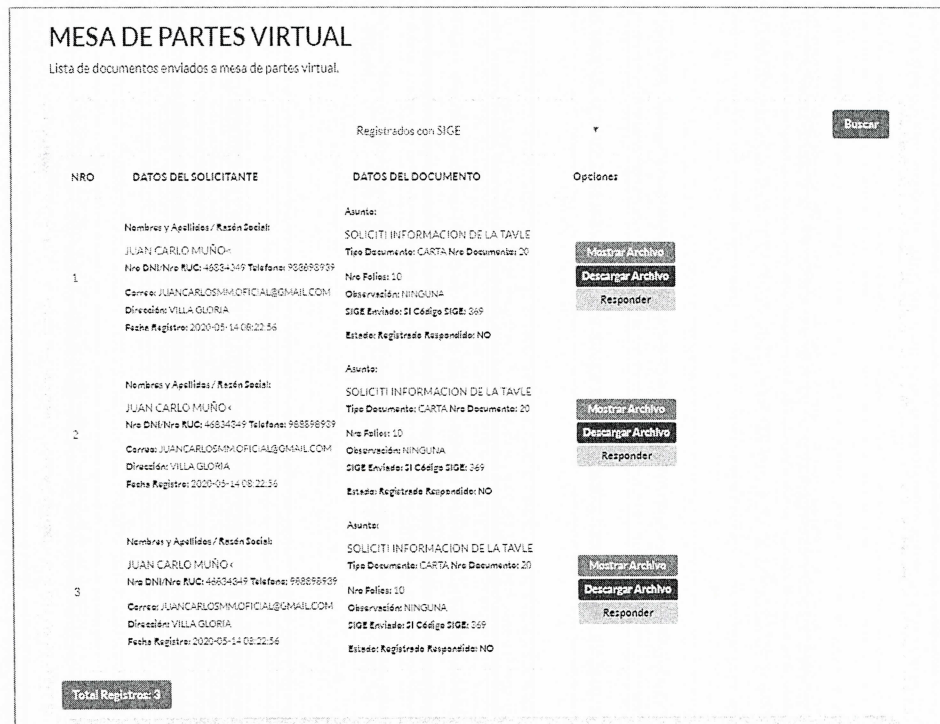 MESA DE PARTES VIRTUAL
Lista de documentos enviados a mesa de partes virtual.
Registrados con SIGE
Buscar
NRO DATOS DEL SOLICITANTE DATOS DEL DOCUMENTO Opciones
1
Nombres y Apellidos / Razón Social:
JUAN CARLO MUÑO
Nro DNI/Nro RUC: 46834349 Telefono: 988898939
Correo: JUANCARLOSMM.OFICIAL@GMAIL.COM
Dirección: VILLA GLORIA
Fecha Registro: 2020-05-14 08:22:56
Asunto:
SOLICITI INFORMACION DE LA TAVLE
Tipo Documento: CARTA Nro Documento: 20
Nro Folios: 10
Observación: NINGUNA
SIGE Enviado: SI Código SIGE: 369
Estado: Registrado Respondido: NO
Mostrar Archivo
Descargar Archivo
Responder
2
Nombres y Apellidos / Razón Social:
JUAN CARLO MUÑO
Nro DNI/Nro RUC: 46834349 Telefono: 988898939
Correo: JUANCARLOSMM.OFICIAL@GMAIL.COM
Dirección: VILLA GLORIA
Fecha Registro: 2020-05-14 08:22:56
Asunto:
SOLICITI INFORMACION DE LA TAVLE
Tipo Documento: CARTA Nro Documento: 20
Nro Folios: 10
Observación: NINGUNA
SIGE Enviado: SI Código SIGE: 369
Estado: Registrado Respondido: NO
Mostrar Archivo
Descargar Archivo
Responder
3
Nombres y Apellidos / Razón Social:
JUAN CARLO MUÑO
Nro DNI/Nro RUC: 46834349 Telefono: 988898939
Correo: JUANCARLOSMM.OFICIAL@GMAIL.COM
Dirección: VILLA GLORIA
Fecha Registro: 2020-05-14 08:22:56
Asunto:
SOLICITI INFORMACION DE LA TAVLE
Tipo Documento: CARTA Nro Documento: 20
Nro Folios: 10
Observación: NINGUNA
SIGE Enviado: SI Código SIGE: 369
Estado: Registrado Respondido: NO
Mostrar Archivo
Descargar Archivo
Responder
Total Registros: 3